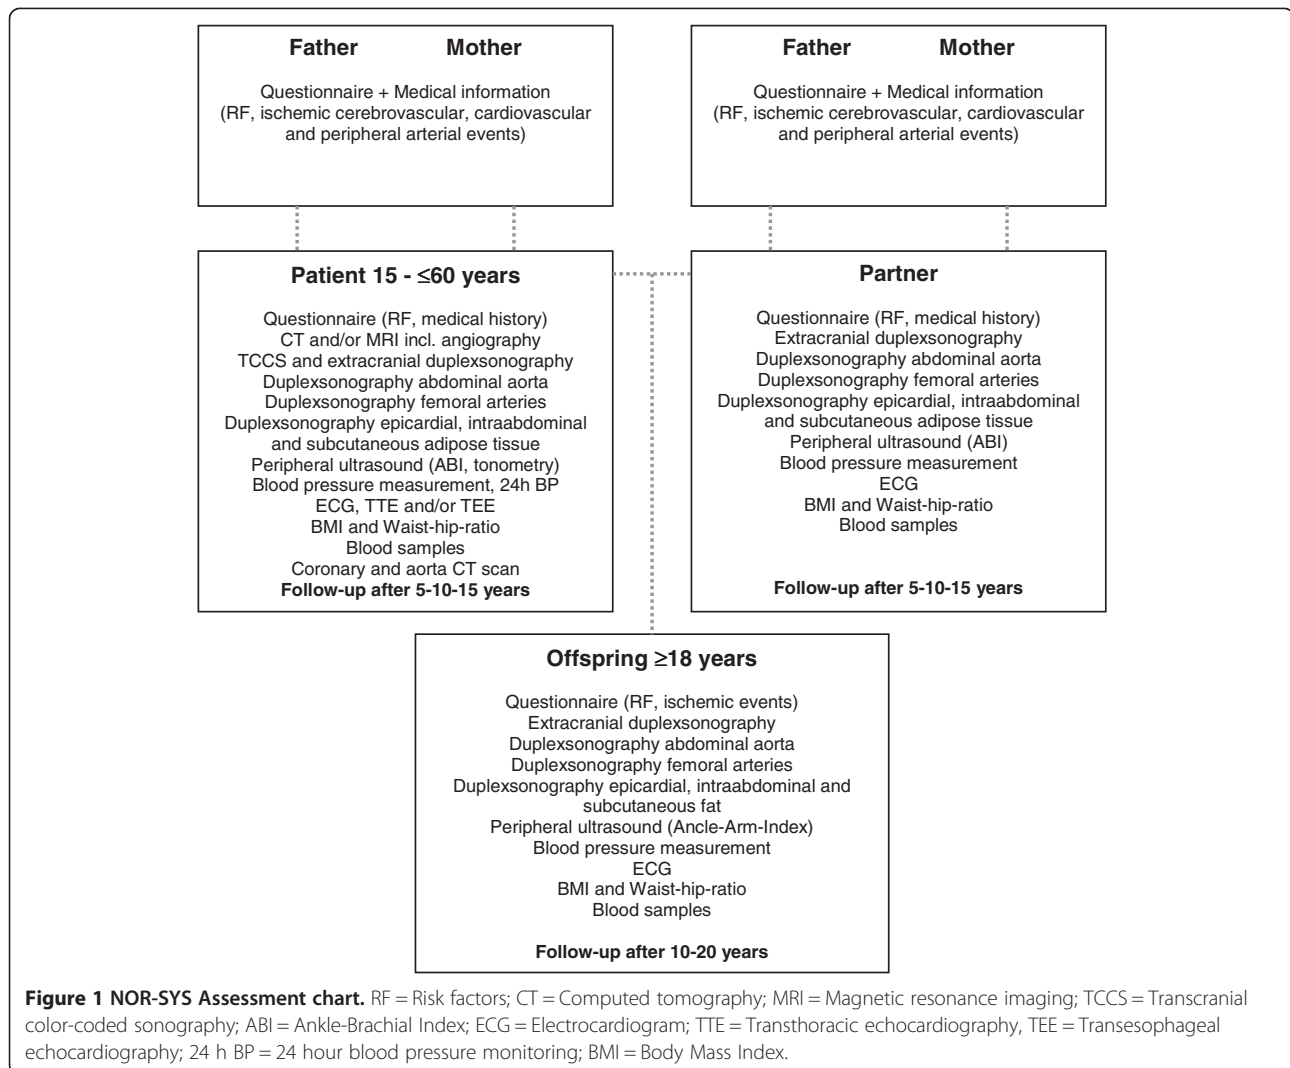 Father Mother
Questionnaire + Medical information
(RF, ischemic cerebrovascular, cardiovascular
and peripheral arterial events)
Father Mother
Questionnaire + Medical information
(RF, ischemic cerebrovascular, cardiovascular
and peripheral arterial events)
Patient 15 - ≤60 years
Questionnaire (RF, medical history)
CT and/or MRI incl. angiography
TCCS and extracranial duplexsonography
Duplexsonography abdominal aorta
Duplexsonography femoral arteries
Duplexsonography epicardial, intraabdominal
and subcutaneous adipose tissue
Peripheral ultrasound (ABI, tonometry)
Blood pressure measurement, 24h BP
ECG, TTE and/or TEE
BMI and Waist-hip-ratio
Blood samples
Coronary and aorta CT scan
Follow-up after 5-10-15 years
Partner
Questionnaire (RF, medical history)
Extracranial duplexsonography
Duplexsonography abdominal aorta
Duplexsonography femoral arteries
Duplexsonography epicardial, intraabdominal
and subcutaneous adipose tissue
Peripheral ultrasound (ABI)
Blood pressure measurement
ECG
BMI and Waist-hip-ratio
Blood samples
Follow-up after 5-10-15 years
Offspring ≥18 years
Questionnaire (RF, ischemic events)
Extracranial duplexsonography
Duplexsonography abdominal aorta
Duplexsonography femoral arteries
Duplexsonography epicardial, intraabdominal and
subcutaneous fat
Peripheral ultrasound (Ancle-Arm-Index)
Blood pressure measurement
ECG
BMI and Waist-hip-ratio
Blood samples
Follow-up after 10-20 years
Figure 1 NOR-SYS Assessment chart. RF = Risk factors; CT = Computed tomography; MRI = Magnetic resonance imaging; TCCS = Transcranial
color-coded sonography; ABI = Ankle-Brachial Index; ECG = Electrocardiogram; TTE = Transthoracic echocardiography, TEE = Transesophageal
echocardiography; 24 h BP = 24 hour blood pressure monitoring; BMI = Body Mass Index.